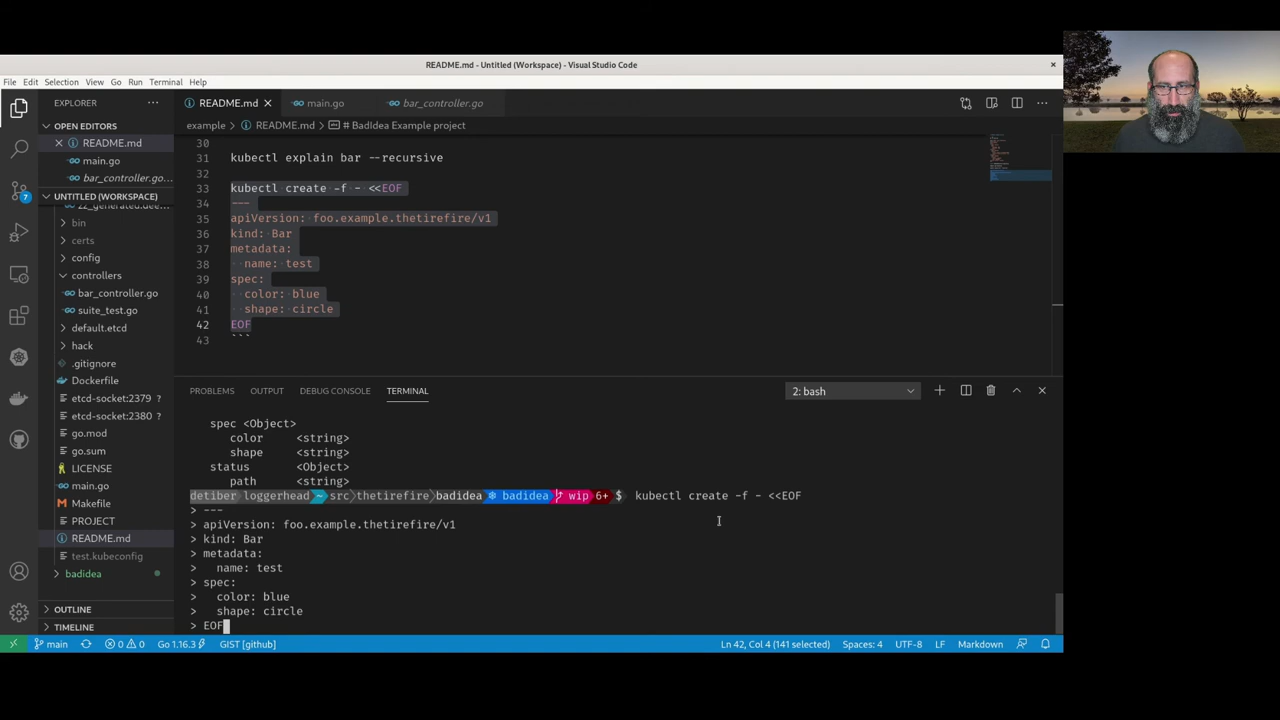 README.md - Untitled (Workspace) - Visual Studio Code
File Edit Selection View Go Run Terminal Help
EXPLORER
README.md
main.go
bar_controller.go
OPEN EDITORS
README.md
main.go
bar_controller.go...
example > README.md > # BadIdea Example project
UNTITLED (WORKSPACE)
bin
certs
config
controllers
bar_controller.go
suite_test.go
default.etcd
hack
.gitignore
Dockerfile
etcd-socket:2379 ?
etcd-socket:2380 ?
go.mod
go.sum
LICENSE
main.go
Makefile
PROJECT
README.md
test.kubeconfig
badidea
OUTLINE
TIMELINE
7
30
31 kubectl explain bar --recursive
32
33 kubectl create -f - <<EOF
34 ---
35 apiVersion: foo.example.thetirefire/v1
36 kind: Bar
37 metadata:
38 name: test
39 spec:
40 color: blue
41 shape: circle
42 EOF
43 ```
PROBLEMS OUTPUT DEBUG CONSOLE TERMINAL 2: bash
spec <Object>
color <string>
shape <string>
status <Object>
path <string>
detiber loggerhead ~ src thetirefire badidea ⎈ badidea wip 6+ $ kubectl create -f - <<EOF
> ---
> apiVersion: foo.example.thetirefire/v1
> kind: Bar
> metadata:
> name: test
> spec:
> color: blue
> shape: circle
> EOF
main 0 0 Go 1.16.3 GIST [github] Ln 42, Col 4 (141 selected) Spaces: 4 UTF-8 LF Markdown